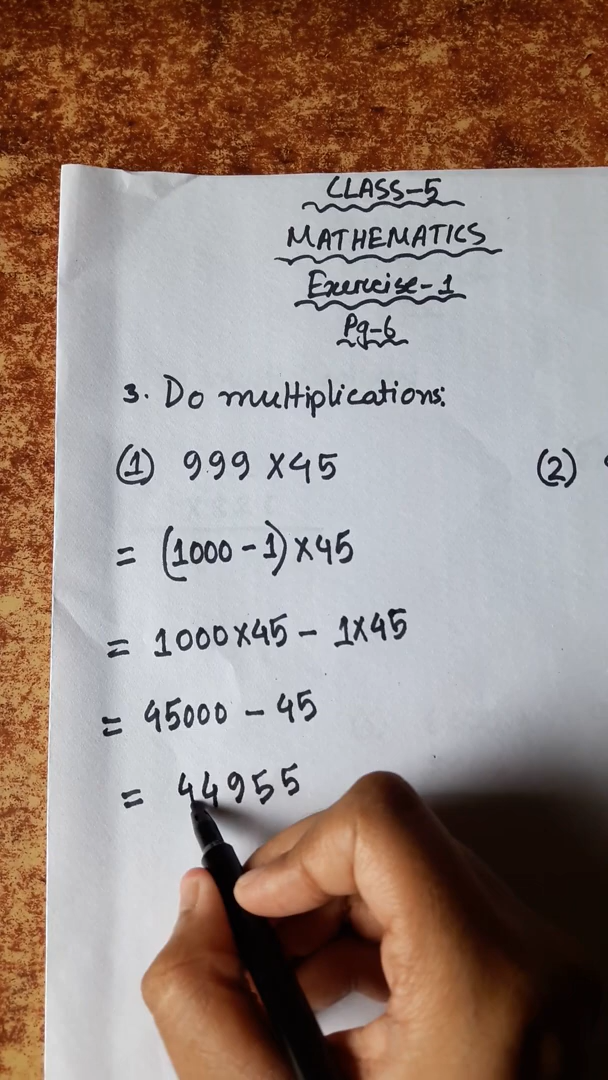 CLASS-5
MATHEMATICS
Exercise-1
Pg-6
3. Do multiplications:
(1) 999 X45
(2)
= (1000-1)X45
= 1000X45 - 1X45
= 45000 - 45
= 44955